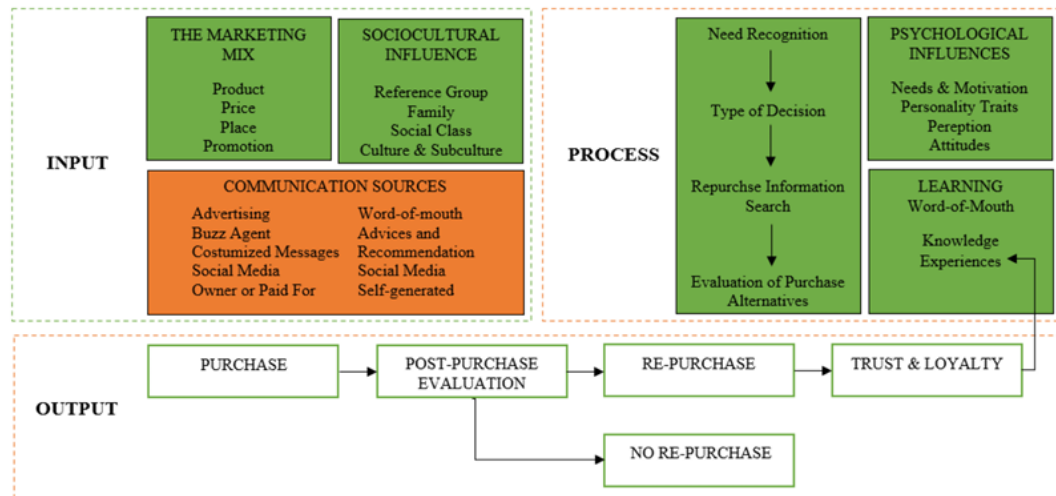 INPUT
THE MARKETING
MIX
Product
Price
Place
Promotion
SOCIOCULTURAL
INFLUENCE
Reference Group
Family
Social Class
Culture & Subculture
COMMUNICATION SOURCES
Advertising
Buzz Agent
Costumized Messages
Social Media
Owner or Paid For
Word-of-mouth
Advices and
Recommendation
Social Media
Self-generated
PROCESS
Need Recognition
Type of Decision
Repurchse Information
Search
Evaluation of Purchase
Alternatives
PSYCHOLOGICAL
INFLUENCES
Needs & Motivation
Personality Traits
Pereption
Attitudes
LEARNING
Word-of-Mouth
Knowledge
Experiences
OUTPUT
PURCHASE
POST-PURCHASE
EVALUATION
RE-PURCHASE
TRUST & LOYALTY
NO RE-PURCHASE